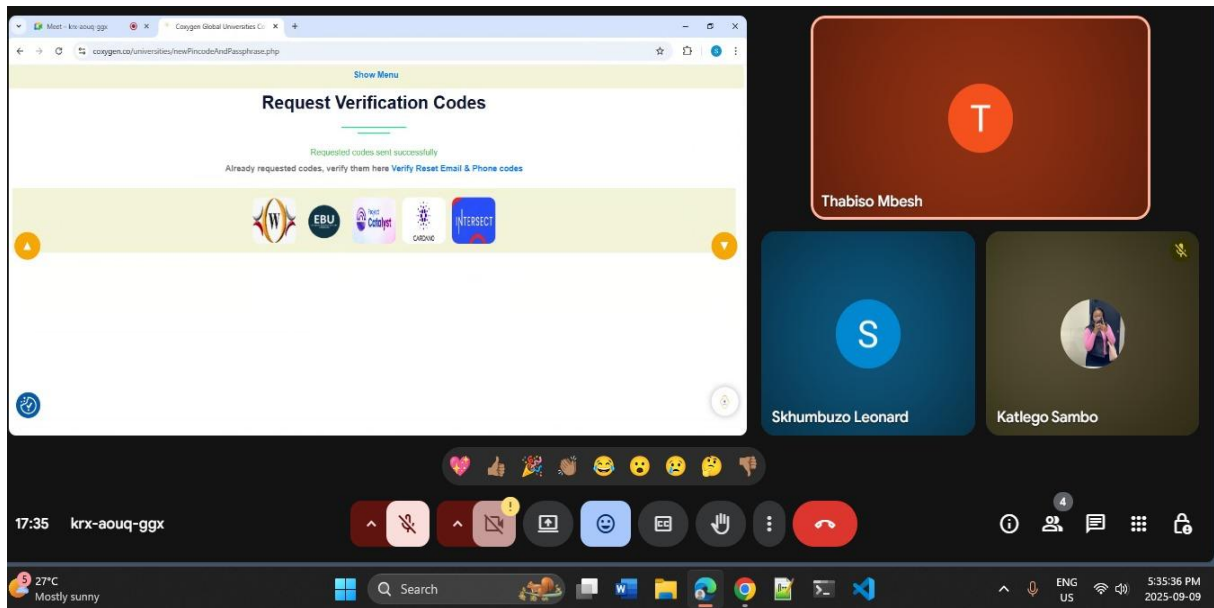 Meet - krx-aouq-ggx
Coxygen Global Universities Co
coxygen.co/universities/newPincodeAndPassphrase.php
S
Show Menu
Request Verification Codes
Requested codes sent successfully
Already requested codes, verify them here Verify Reset Email & Phone codes
W
EBU
Project
Catalyst
CARDANO
INTERSECT
T
Thabiso Mbesh
S
Skhumbuzo Leonard
Katlego Sambo
17:35 krx-aouq-ggx
!
CC
4
5
27°C
Mostly sunny
Search
ENG
US
5:35:36 PM
2025-09-09